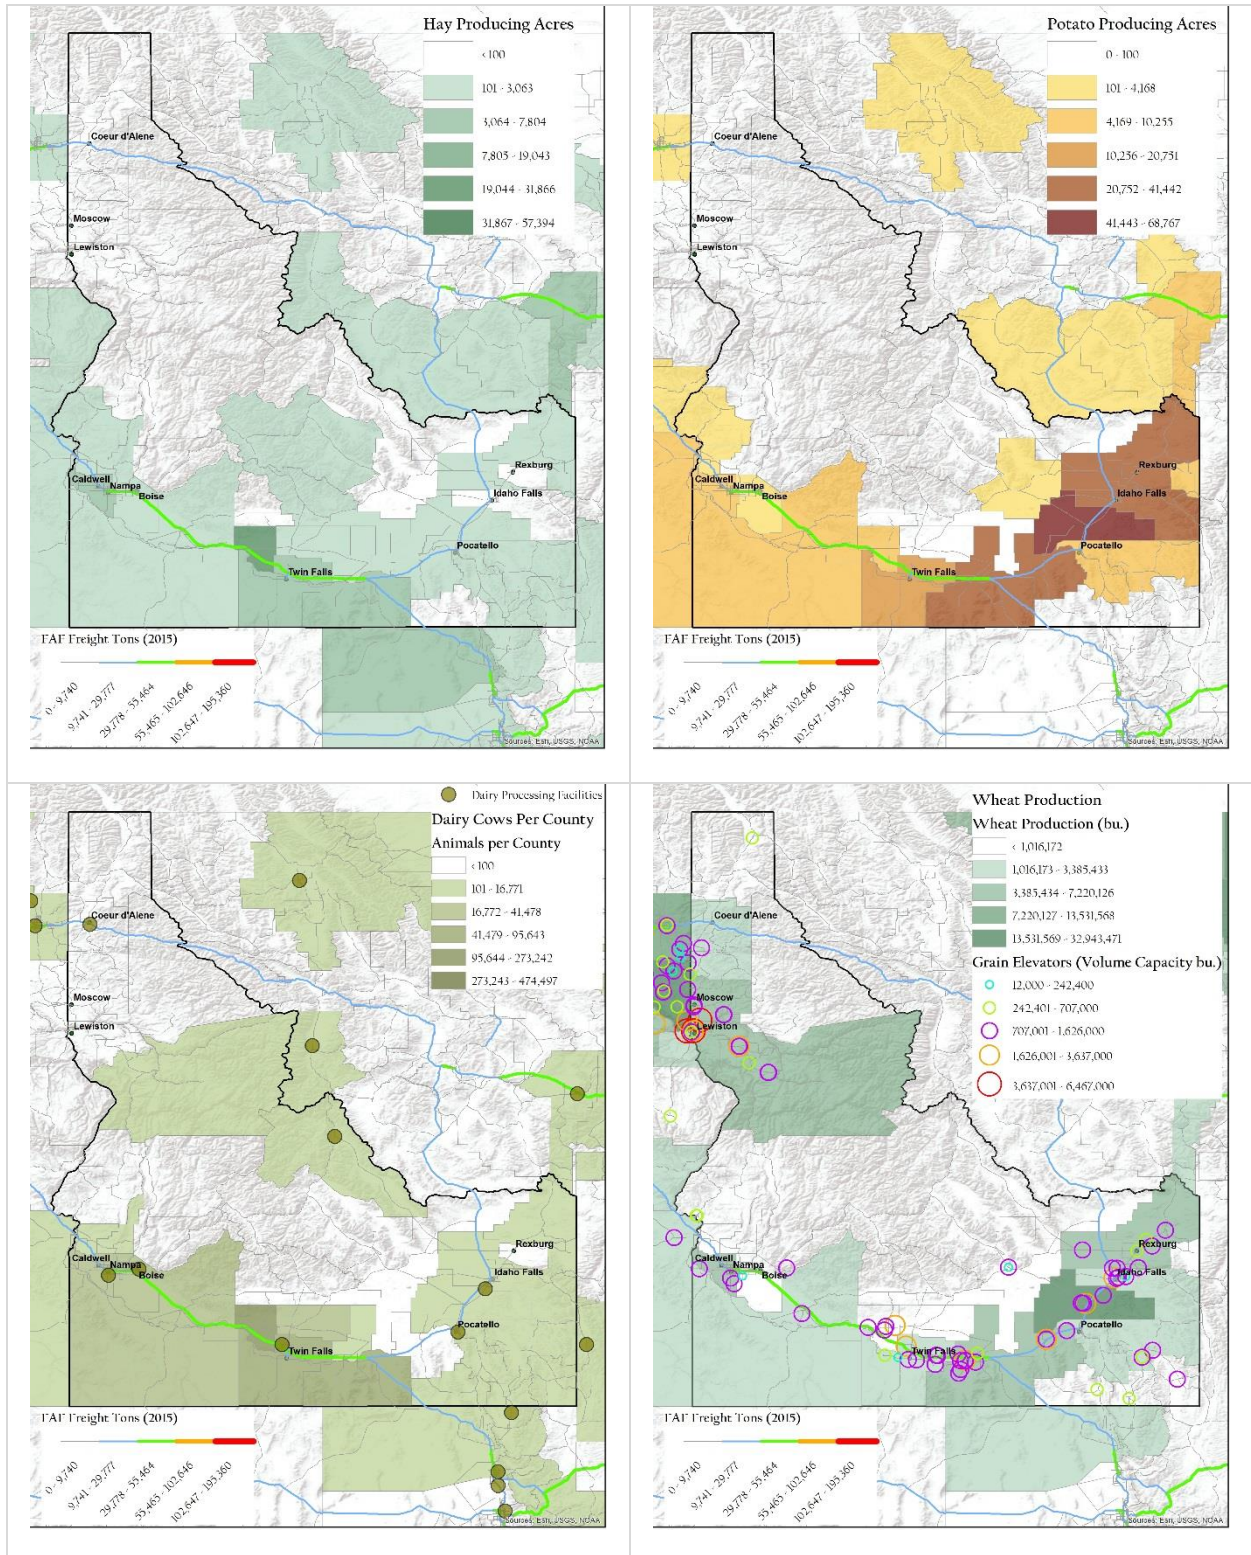 Hay Producing Acres
<100
101 - 3,063
3,064 - 7,804
7,805 - 19,043
19,044 - 31,866
31,867 - 57,394
Coeur d'Alene
Moscow
Lewiston
Rexburg
Caldwell
Nampa
Boise
Idaho Falls
Pocatello
Twin Falls
FAF Freight Tons (2015)
0 - 9,740
9,741 - 29,777
29,778 - 55,464
55,465 - 102,646
102,647 - 195,360
Sources: Esri, USGS, NOAA
Potato Producing Acres
0 - 100
101 - 4,168
4,169 - 10,255
10,256 - 20,751
20,752 - 41,442
41,443 - 68,767
Coeur d'Alene
Moscow
Lewiston
Rexburg
Caldwell
Nampa
Boise
Idaho Falls
Pocatello
Twin Falls
FAF Freight Tons (2015)
0 - 9,740
9,741 - 29,777
29,778 - 55,464
55,465 - 102,646
102,647 - 195,360
Sources: Esri, USGS, NOAA
Dairy Processing Facilities
Dairy Cows Per County
Animals per County
<100
101 - 16,771
16,772 - 41,478
41,479 - 95,643
95,644 - 273,242
273,243 - 474,497
Coeur d'Alene
Moscow
Lewiston
Rexburg
Caldwell
Nampa
Boise
Idaho Falls
Pocatello
Twin Falls
FAF Freight Tons (2015)
0 - 9,740
9,741 - 29,777
29,778 - 55,464
55,465 - 102,646
102,647 - 195,360
Sources: Esri, USGS, NOAA
Wheat Production
Wheat Production (bu.)
< 1,016,172
1,016,173 - 3,385,433
3,385,434 - 7,220,126
7,220,127 - 13,531,568
13,531,569 - 32,943,471
Grain Elevators (Volume Capacity bu.)
12,000 - 242,400
242,401 - 707,000
707,001 - 1,626,000
1,626,001 - 3,637,000
3,637,001 - 6,467,000
Coeur d'Alene
Moscow
Lewiston
Rexburg
Caldwell
Nampa
Boise
Idaho Falls
Pocatello
Twin Falls
FAF Freight Tons (2015)
0 - 9,740
9,741 - 29,777
29,778 - 55,464
55,465 - 102,646
102,647 - 195,360
Sources: Esri, USGS, NOAA